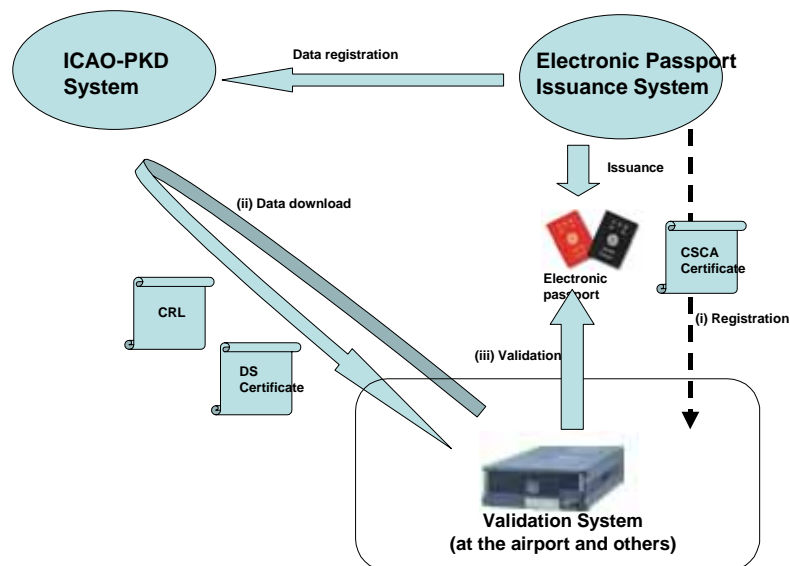 ICAO-PKD
System
Data registration
Electronic Passport
Issuance System
Issuance
(ii) Data download
CSCA
Certificate
Electronic
passport
CRL
(i) Registration
(iii) Validation
DS
Certificate
Validation System
(at the airport and others)